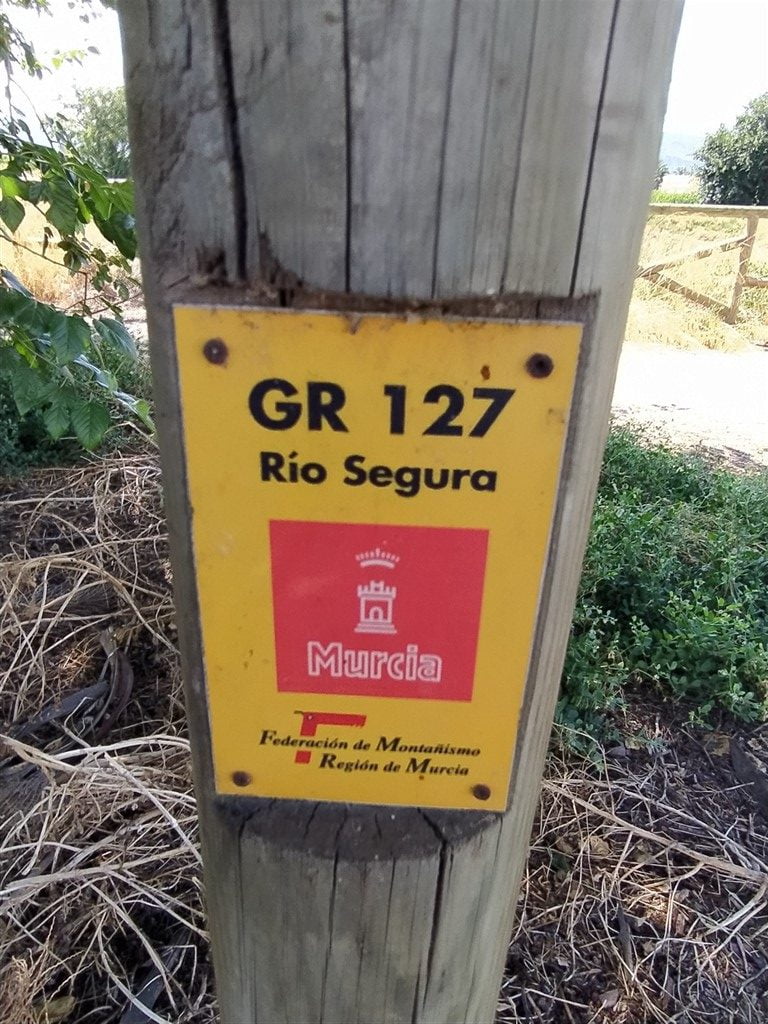 GR 127
Río Segura
Murcia
Federación de Montañismo
Región de Murcia